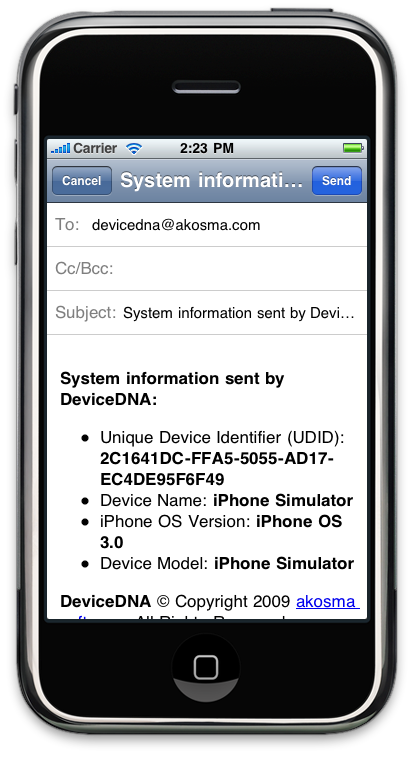 Carrier 2:23 PM
Cancel System informati... Send
To: devicedna@akosma.com
Cc/Bcc:
Subject: System information sent by Devi...
System information sent by
DeviceDNA:
• Unique Device Identifier (UDID):
2C1641DC-FFA5-5055-AD17-
EC4DE95F6F49
• Device Name: iPhone Simulator
• iPhone OS Version: iPhone OS
3.0
• Device Model: iPhone Simulator
DeviceDNA © Copyright 2009 akosma